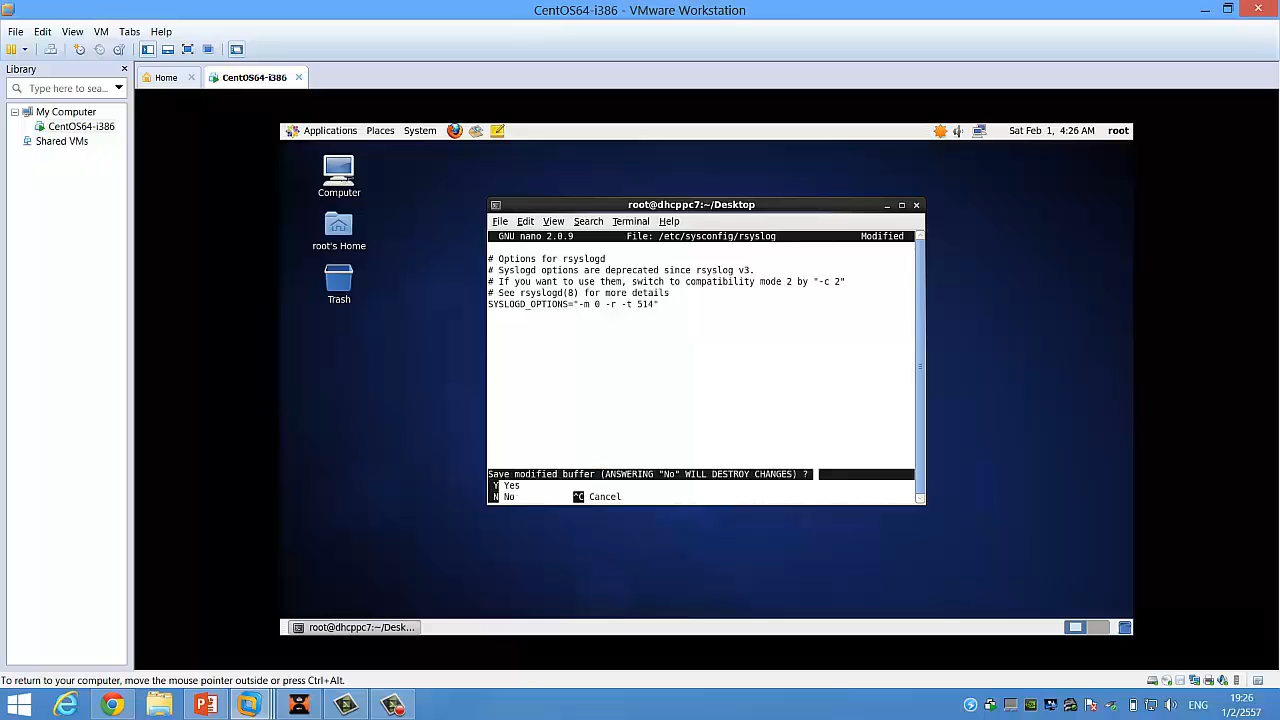 CentOS64-i386 - VMware Workstation
File Edit View VM Tabs Help
Library
Type here to sea...
My Computer
CentOS64-i386
Shared VMs
Home
CentOS64-i386
Applications Places System
Sat Feb 1, 4:26 AM root
Computer
root's Home
Trash
root@dhcppc7:~/Desktop
File Edit View Search Terminal Help
GNU nano 2.0.9 File: /etc/sysconfig/rsyslog Modified
# Options for rsyslogd
# Syslogd options are deprecated since rsyslog v3.
# If you want to use them, switch to compatibility mode 2 by "-c 2"
# See rsyslogd(8) for more details
SYSLOGD_OPTIONS="-m 0 -r -t 514"
Save modified buffer (ANSWERING "No" WILL DESTROY CHANGES) ?
Y Yes
N No ^C Cancel
root@dhcppc7:~/Desk...
To return to your computer, move the mouse pointer outside or press Ctrl+Alt.
ENG
19:26
1/2/2557